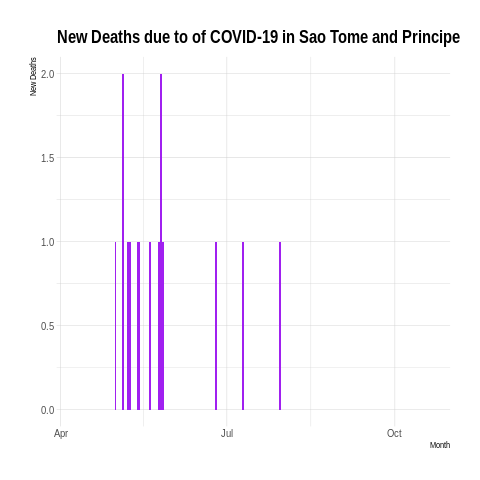 New Deaths due to of COVID-19 in Sao Tome and Principe
New Deaths
2.0
1.5
1.0
0.5
0.0
Apr
Jul
Oct
Month